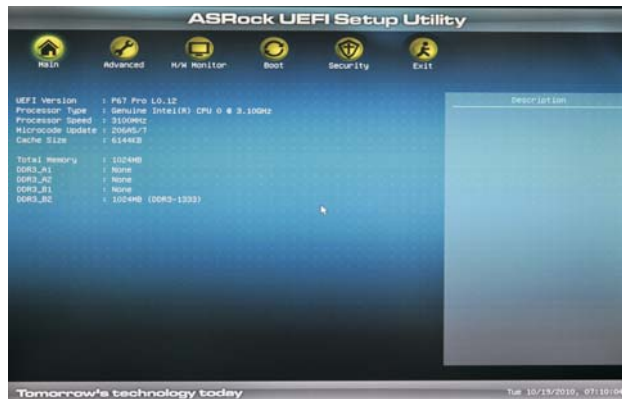 ASRock UEFI Setup Utility
Main Advanced H/W Monitor Boot Security Exit
UEFI Version : P67 Pro L0.12
Processor Type : Genuine Intel(R) CPU 0 @ 3.10GHz
Processor Speed : 3100MHz
Microcode Update : 206A5/7
Cache Size : 6144KB
Total Memory : 1024MB
DDR3_A1 : None
DDR3_A2 : None
DDR3_B1 : None
DDR3_B2 : 1024MB (DDR3-1333)
Description
Tomorrow's technology today
Tue 10/19/2010, 07:10:04